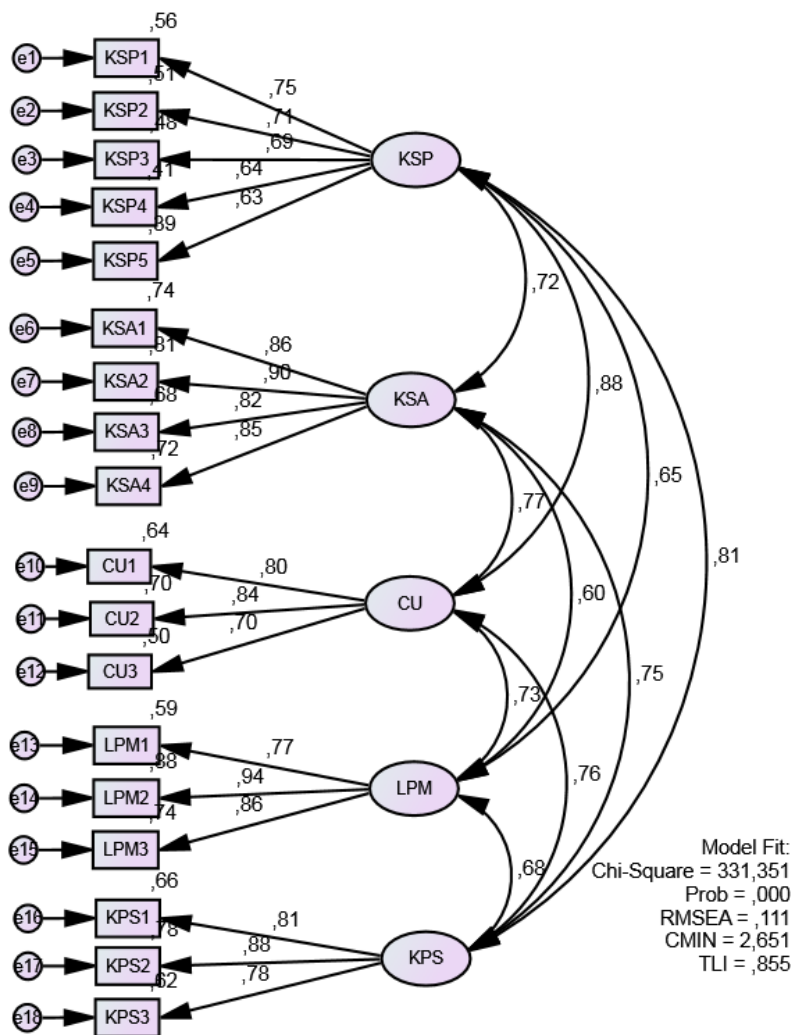 ,56
e1 KSP1
,51
,75
e2 KSP2
,71
,48
e3 KSP3
,69
KSP
,41
,64
e4 KSP4
,63
,39
e5 KSP5
,74
,72
e6 KSA1
,86
,81
e7 KSA2
,90
,88
,68
KSA
e8 KSA3
,82
,72
,85
e9 KSA4
,65
,77
,64
,81
e10 CU1
,80
,70
,60
e11 CU2
,84
CU
,50
,70
e12 CU3
,75
,59
,73
e13 LPM1
,77
,88
,76
e14 LPM2
,94
LPM
,74
,86
e15 LPM3
,68
,66
e16 KPS1
,81
,78
e17 KPS2
,88
KPS
,62
,78
e18 KPS3
Model Fit:
Chi-Square = 331,351
Prob = ,000
RMSEA = ,111
CMIN = 2,651
TLI = ,855